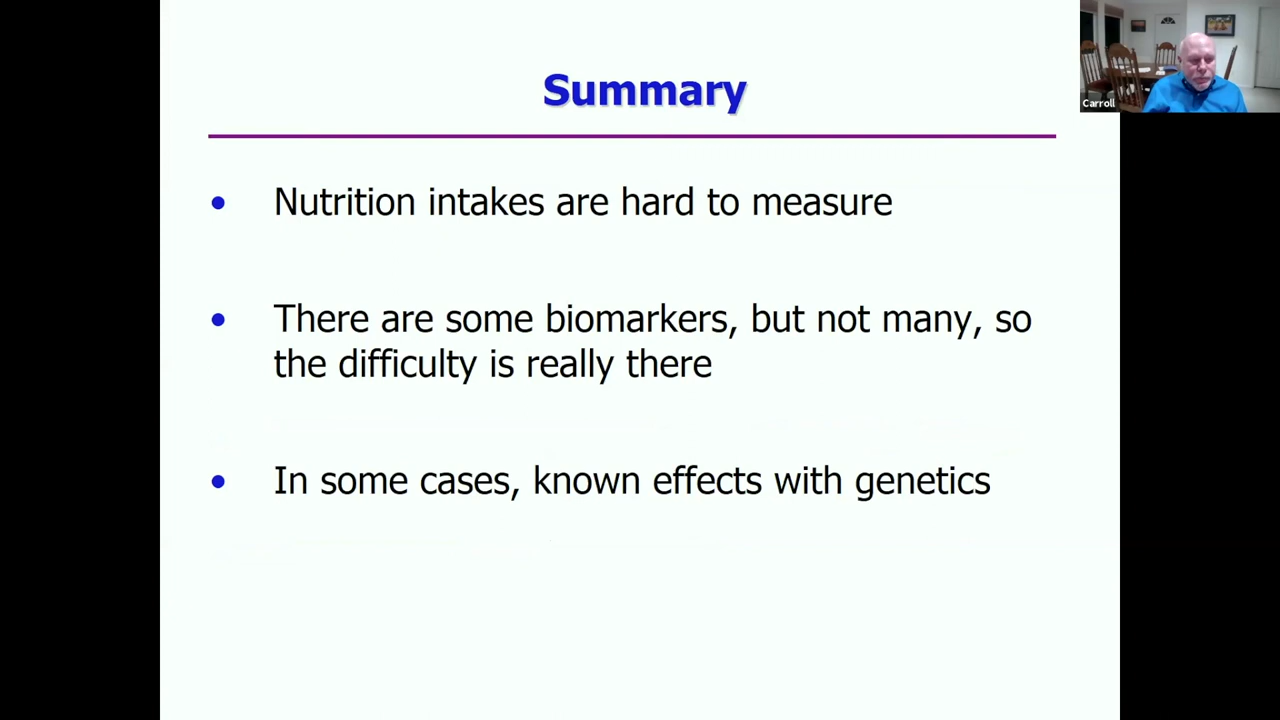 Summary
Carroll
• Nutrition intakes are hard to measure
• There are some biomarkers, but not many, so
the difficulty is really there
• In some cases, known effects with genetics